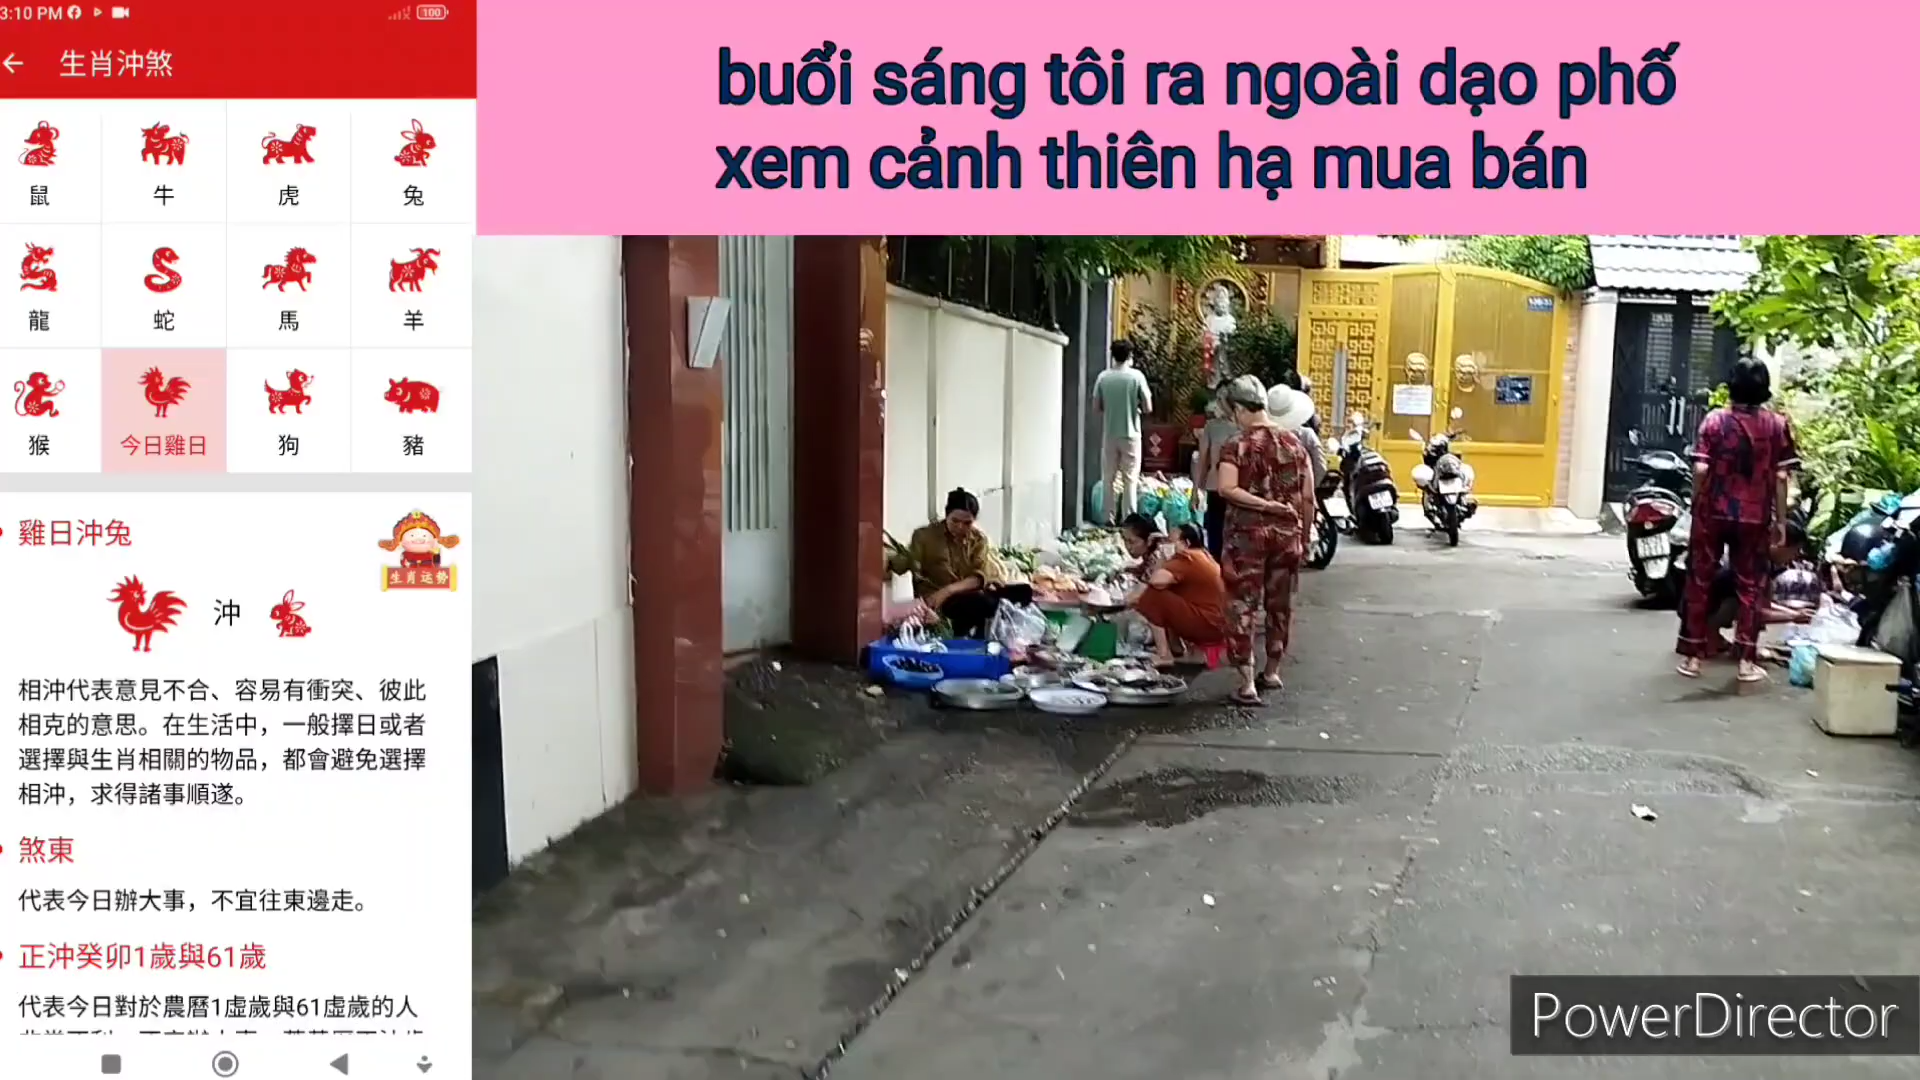 3:10 PM
100
生肖沖煞
鼠 牛 虎 兔
龍 蛇 馬 羊
猴 今日雞日 狗 豬
雞日沖兔
生肖运势
沖
相沖代表意見不合、容易有衝突、彼此
相克的意思。在生活中，一般擇日或者
選擇與生肖相關的物品，都會避免選擇
相沖，求得諸事順遂。
煞東
代表今日辦大事，不宜往東邊走。
正沖癸卯1歲與61歲
代表今日對於農曆1虛歲與61虛歲的人
buổi sáng tôi ra ngoài dạo phố
xem cảnh thiên hạ mua bán
PowerDirector